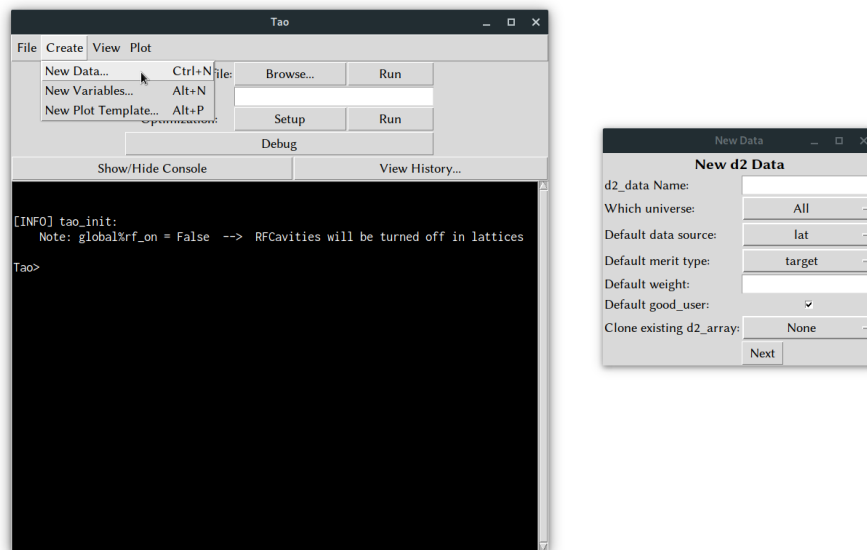 Tao
File Create View Plot
New Data... Ctrl+N
File: Browse... Run
New Variables... Alt+N
New Plot Template... Alt+P
Optimization: Setup Run
Debug
Show/Hide Console View History...
[INFO] tao_init:
Note: global%rf_on = False --> RFCavities will be turned off in lattices
Tao>
New Data
New d2 Data
d2_data Name:
Which universe: All
Default data source: lat
Default merit type: target
Default weight:
Default good_user:
Clone existing d2_array: None
Next